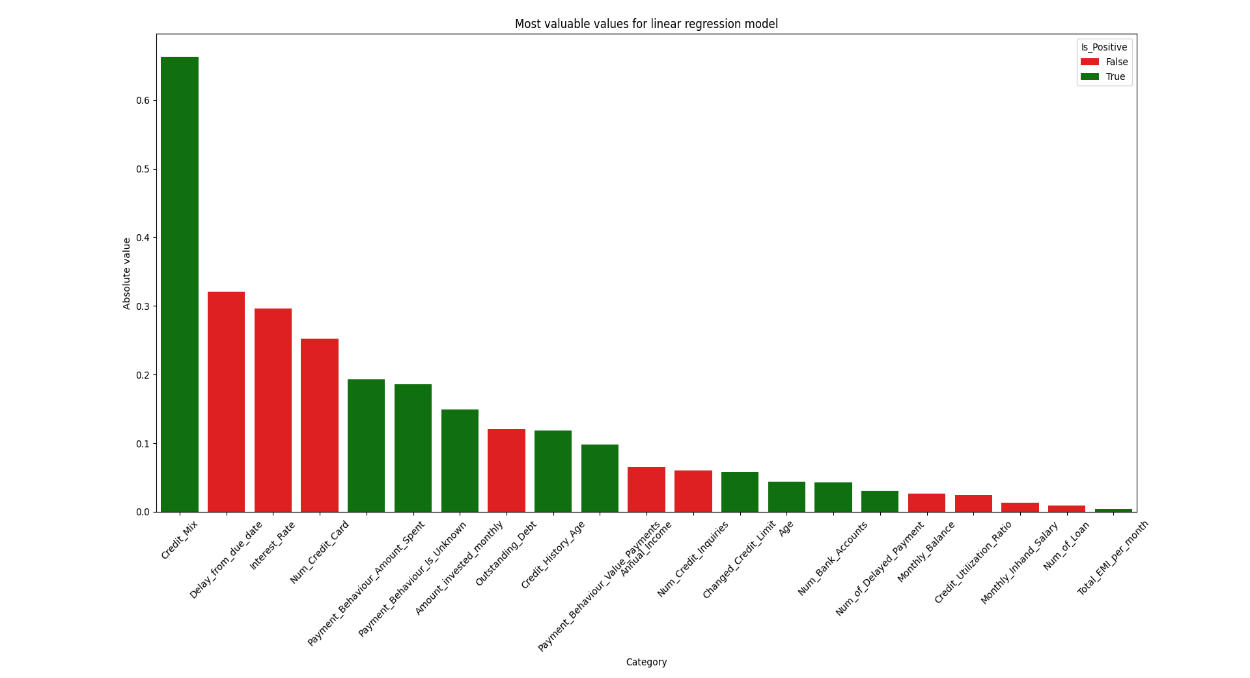 Most valuable values for linear regression model
Is_Positive
False
True
Absolute value
0.6
0.5
0.4
0.3
0.2
0.1
0.0
Credit_Mix
Delay_from_due_date
Interest_Rate
Num_Credit_Card
Payment_Behaviour_Amount_Spent
Payment_Behaviour_Is_Unknown
Amount_invested_monthly
Outstanding_Debt
Credit_History_Age
Payment_Behaviour_Value_Payments
Annual_Income
Num_Credit_Inquiries
Changed_Credit_Limit
Age
Num_Bank_Accounts
Num_of_Delayed_Payment
Monthly_Balance
Credit_Utilization_Ratio
Monthly_Inhand_Salary
Num_of_Loan
Total_EMI_per_month
Category